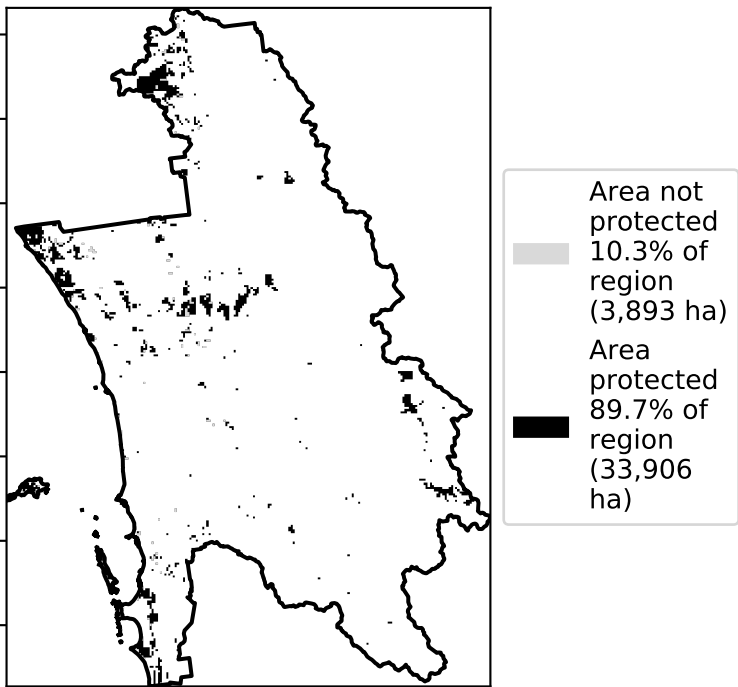 Area not
protected
10.3% of
region
(3,893 ha)
Area
protected
89.7% of
region
(33,906
ha)